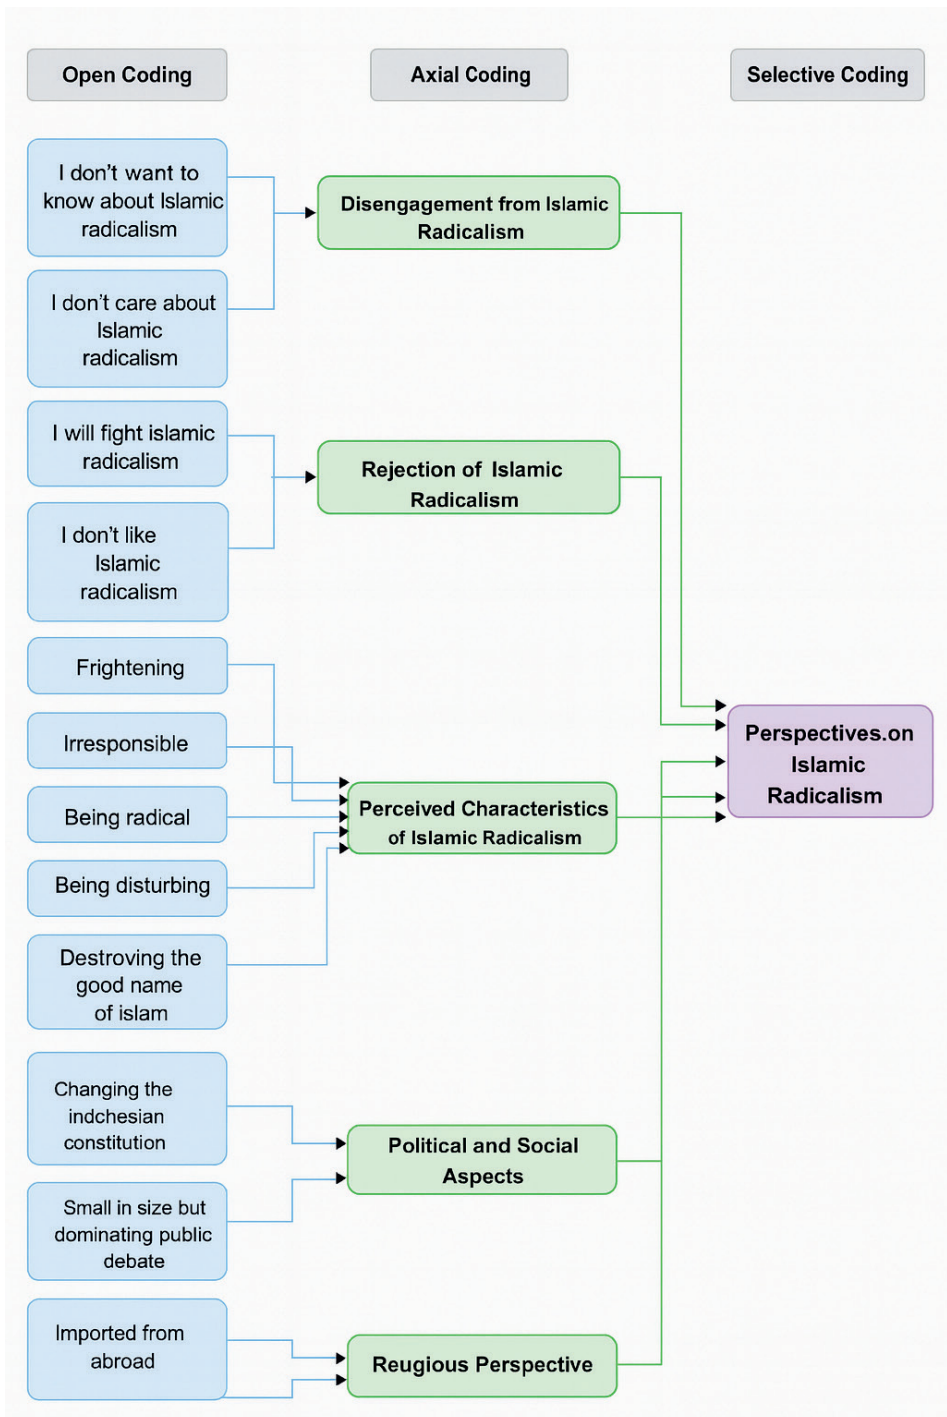 Open Coding
Axial Coding
Selective Coding
I don't want to
know about Islamic
radicalism
I don't care about
Islamic
radicalism
I will fight islamic
radicalism
I don't like
Islamic
radicalism
Frightening
Irresponsible
Being radical
Being disturbing
Destroving the
good name
of islam
Changing the
indchesian
constitution
Small in size but
dominating public
debate
Imported from
abroad
Disengagement from Islamic
Radicalism
Rejection of Islamic
Radicalism
Perceived Characteristics
of Islamic Radicalism
Political and Social
Aspects
Reugious Perspective
Perspectives.on
Islamic
Radicalism